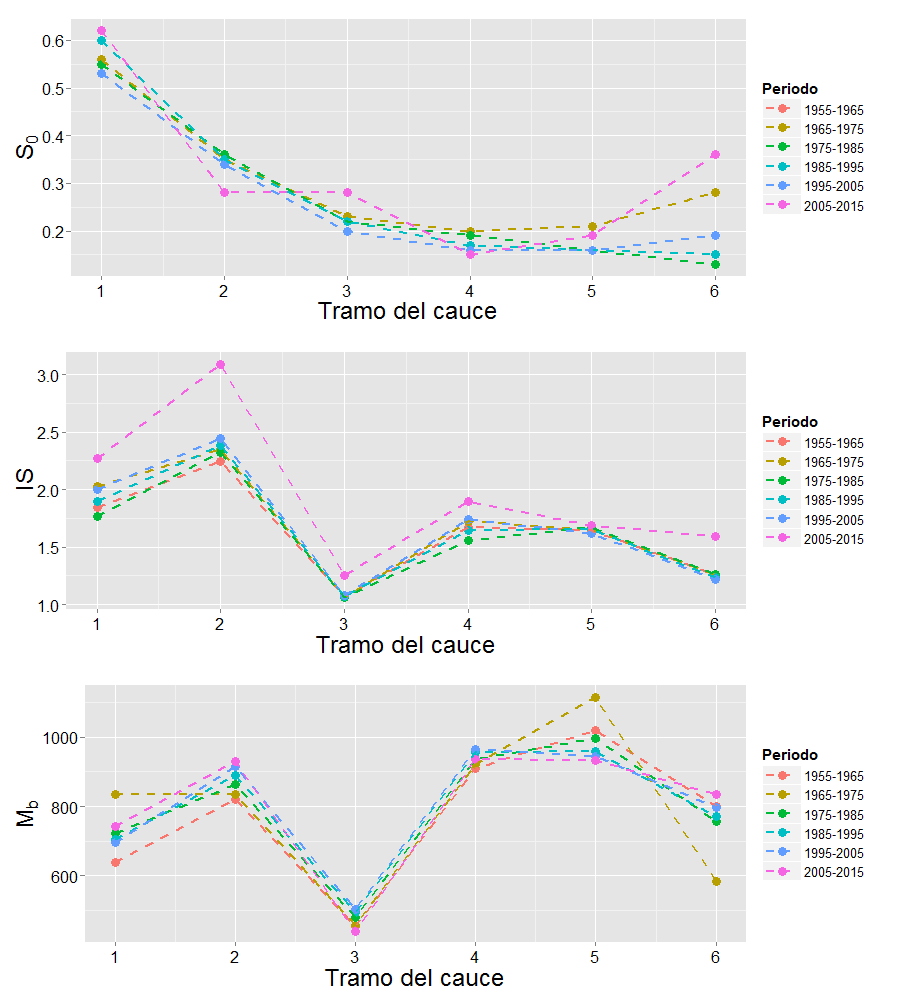 S0
0.6
0.5
0.4
0.3
0.2
1 2 3 4 5 6
Tramo del cauce
Periodo
1955-1965
1965-1975
1975-1985
1985-1995
1995-2005
2005-2015
IS
3.0
2.5
2.0
1.5
1.0
1 2 3 4 5 6
Tramo del cauce
Periodo
1955-1965
1965-1975
1975-1985
1985-1995
1995-2005
2005-2015
Mb
1000
800
600
1 2 3 4 5 6
Tramo del cauce
Periodo
1955-1965
1965-1975
1975-1985
1985-1995
1995-2005
2005-2015